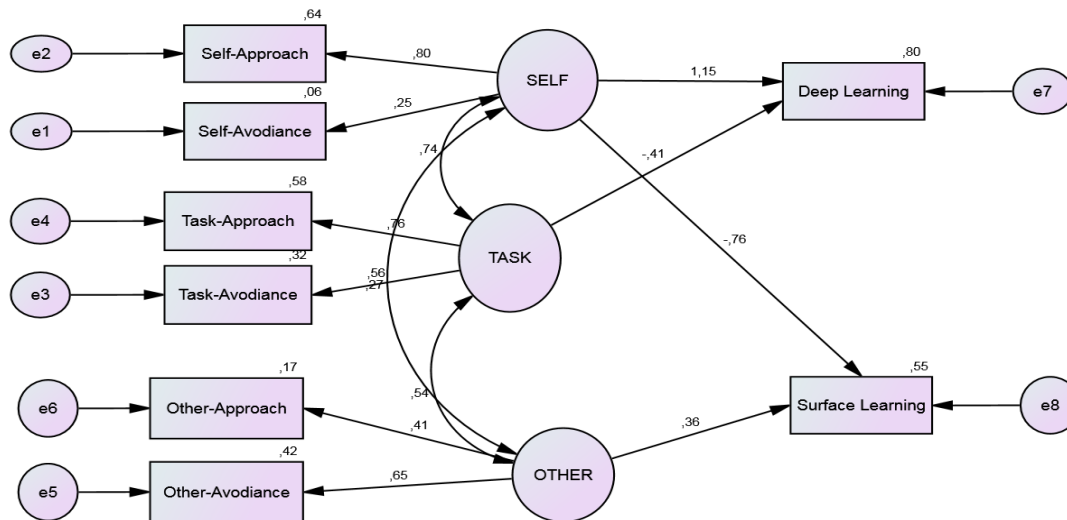 ,64
,80
e2
Self-Approach
,80
SELF
1,15
Deep Learning
e7
,06
e1
Self-Avodiance
,25
,74
-,41
,58
e4
Task-Approach
,76
TASK
-,76
,32
e3
Task-Avodiance
,56
,27
,17
,55
e6
Other-Approach
,41
,54
,36
Surface Learning
e8
,42
e5
Other-Avodiance
,65
OTHER